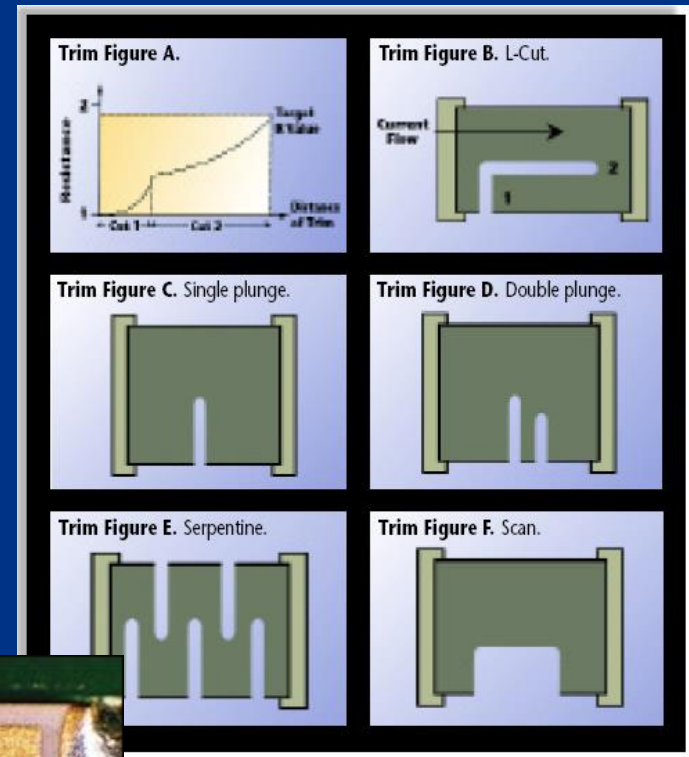 Trim Figure A.
2
Target
R Value
Resistance
1
Cut 1
Cut 2
Distance
of Trim
Trim Figure B. L-Cut.
Current
Flow
2
1
Trim Figure C. Single plunge.
Trim Figure D. Double plunge.
Trim Figure E. Serpentine.
Trim Figure F. Scan.